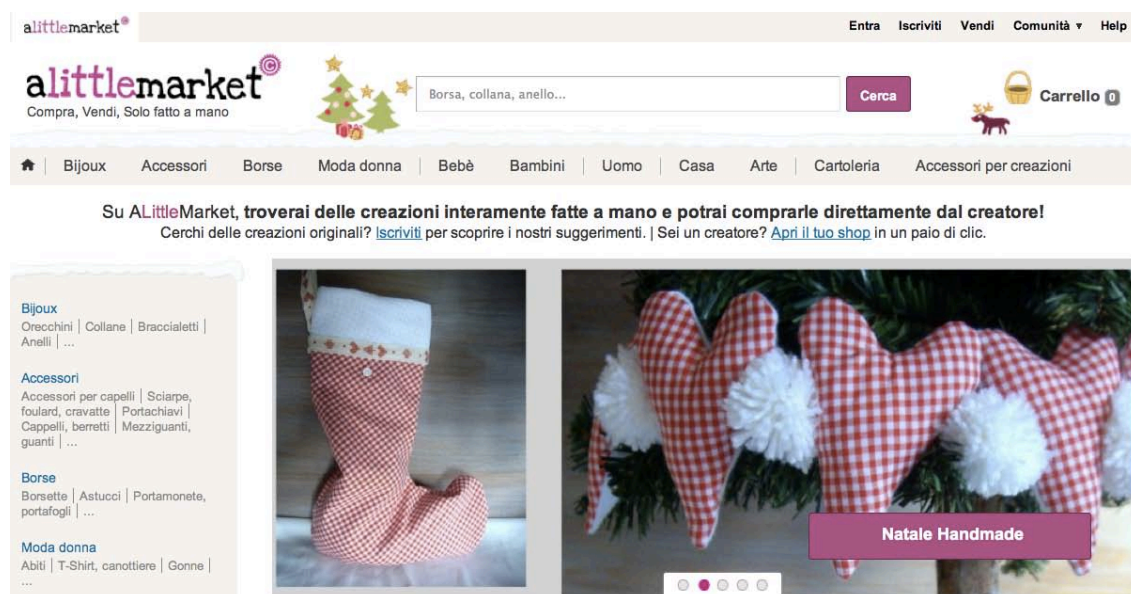 alittlemarket©
Entra Iscriviti Vendi Comunità ▾ Help
alittlemarket©
Compra, Vendi, Solo fatto a mano
Borsa, collana, anello...
Cerca
Carrello 0
Bijoux Accessori Borse Moda donna | Bebè Bambini | Uomo | Casa Arte | Cartoleria Accessori per creazioni
Su ALittleMarket, troverai delle creazioni interamente fatte a mano e potrai comprarle direttamente dal creatore!
Cerchi delle creazioni originali? Iscriviti per scoprire i nostri suggerimenti. | Sei un creatore? Apri il tuo shop in un paio di clic.
Bijoux
Orecchini | Collane | Braccialetti |
Anelli | ...
Accessori
Accessori per capelli | Sciarpe,
foulard, cravatte | Portachiavi |
Cappelli, berretti | Mezziguanti,
guanti | ...
Borse
Borsette | Astucci | Portamonete,
portafogli | ...
Moda donna
Abiti | T-Shirt, canottiere | Gonne |
...
Natale Handmade